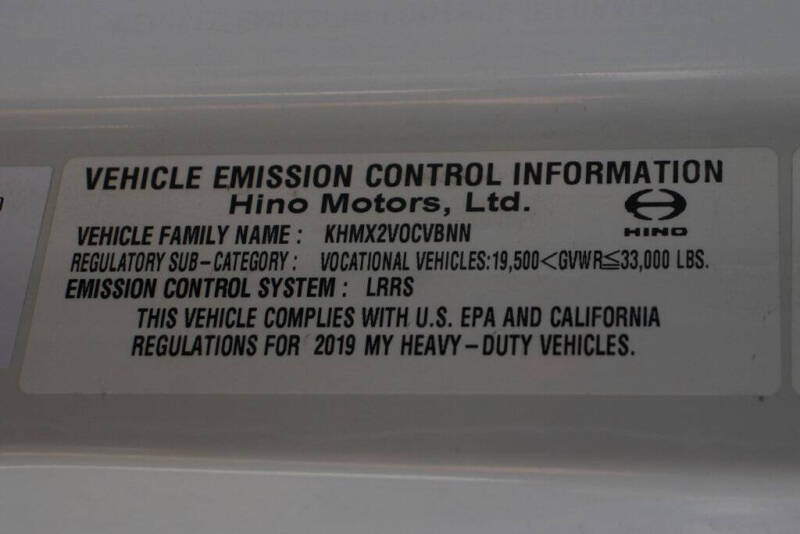 VEHICLE EMISSION CONTROL INFORMATION
Hino Motors, Ltd.
HINO
VEHICLE FAMILY NAME : KHMX2VOCVBNN
REGULATORY SUB-CATEGORY : VOCATIONAL VEHICLES:19,500<GVWR≦33,000 LBS.
EMISSION CONTROL SYSTEM : LRRS
THIS VEHICLE COMPLIES WITH U.S. EPA AND CALIFORNIA
REGULATIONS FOR 2019 MY HEAVY-DUTY VEHICLES.